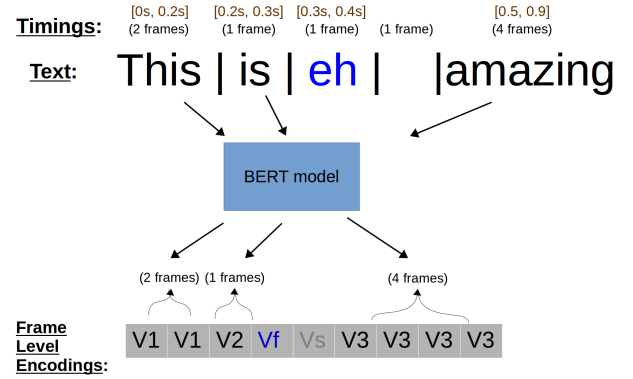 [0s, 0.2s] [0.2s, 0.3s] [0.3s, 0.4s] [0.5, 0.9]
Timings: (2 frames) (1 frame) (1 frame) (1 frame) (4 frames)
Text: This | is | eh | |amazing
BERT model
(2 frames) (1 frame) (4 frames)
Frame
Level
Encodings:
V1 V1 V2 Vf Vs V3 V3 V3 V3